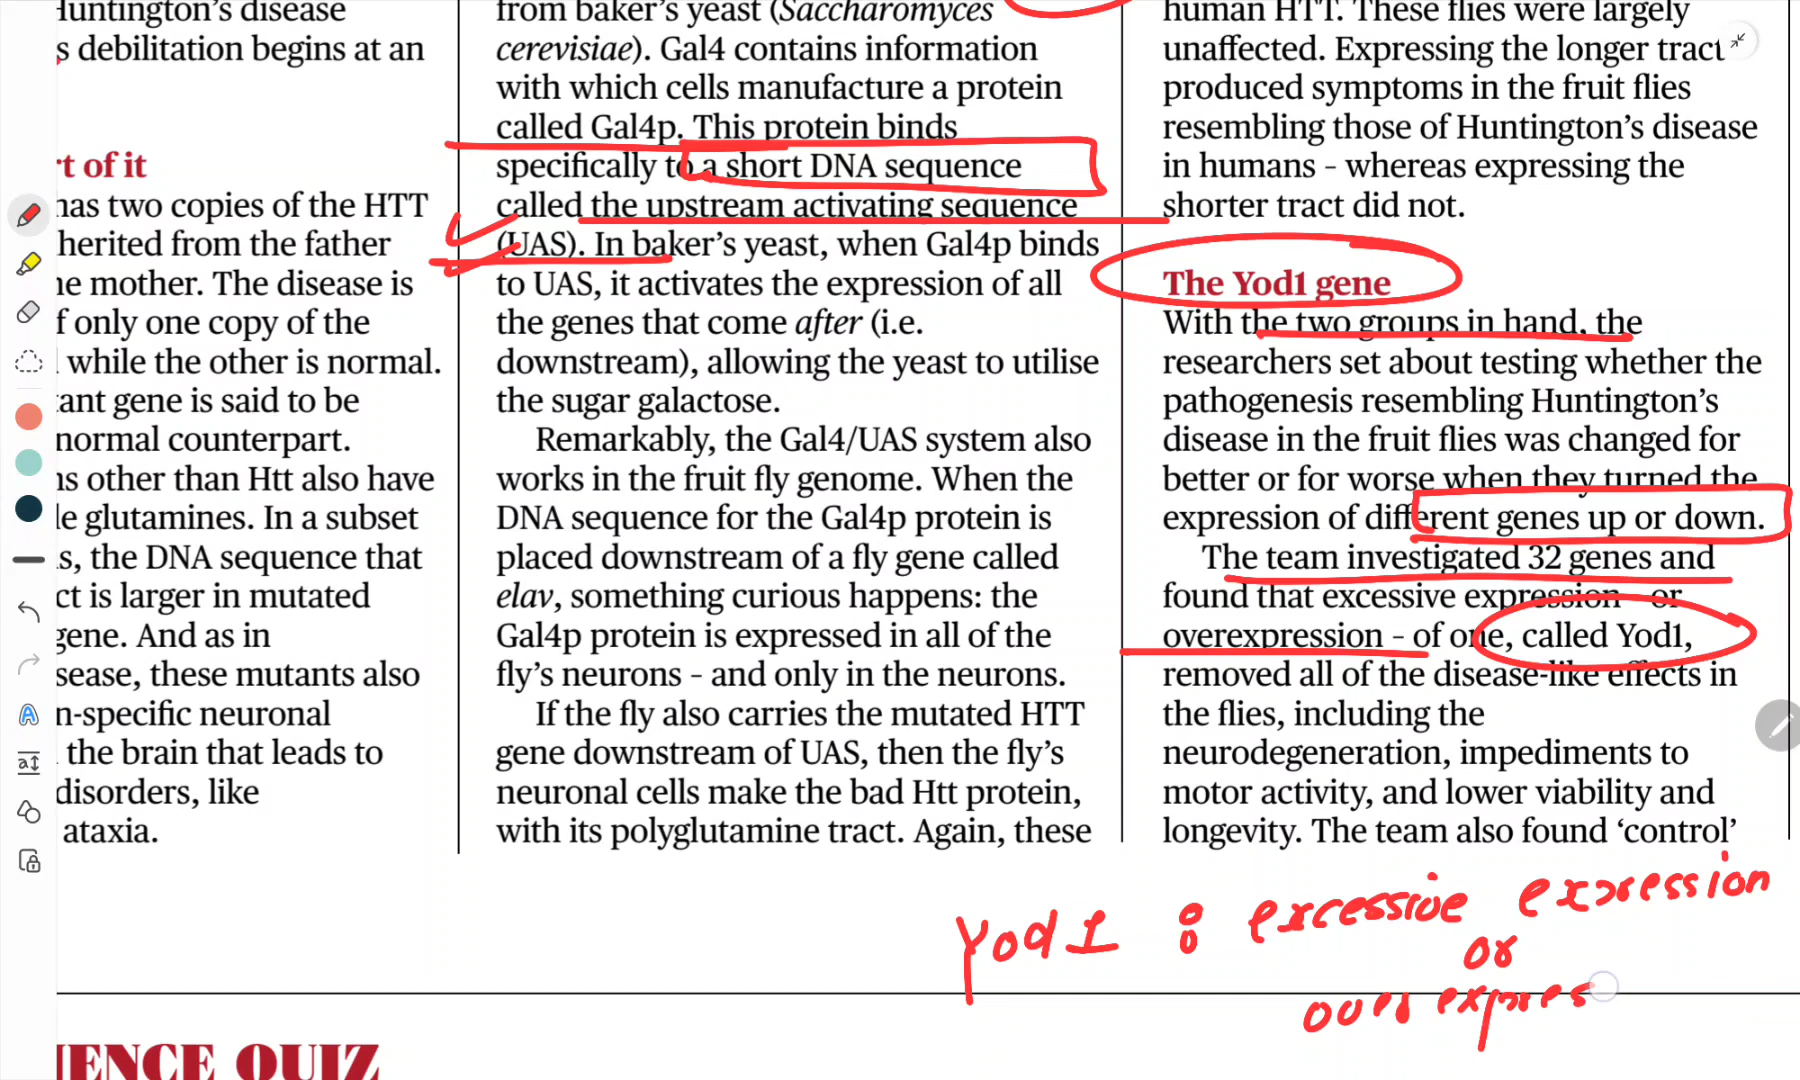 Huntington's disease
s debilitation begins at an
rt of it
has two copies of the HTT
herited from the father
ne mother. The disease is
f only one copy of the
while the other is normal.
tant gene is said to be
normal counterpart.
ns other than Htt also have
le glutamines. In a subset
s, the DNA sequence that
ct is larger in mutated
gene. And as in
sease, these mutants also
n-specific neuronal
the brain that leads to
disorders, like
ataxia.
from baker's yeast (Saccharomyces
cerevisiae). Gal4 contains information
with which cells manufacture a protein
called Gal4p. This protein binds
specifically to a short DNA sequence
called the upstream activating sequence
(UAS). In baker's yeast, when Gal4p binds
to UAS, it activates the expression of all
the genes that come after (i.e.
downstream), allowing the yeast to utilise
the sugar galactose.
Remarkably, the Gal4/UAS system also
works in the fruit fly genome. When the
DNA sequence for the Gal4p protein is
placed downstream of a fly gene called
elav, something curious happens: the
Gal4p protein is expressed in all of the
fly's neurons – and only in the neurons.
If the fly also carries the mutated HTT
gene downstream of UAS, then the fly's
neuronal cells make the bad Htt protein,
with its polyglutamine tract. Again, these
human HTT. These flies were largely
unaffected. Expressing the longer tract
produced symptoms in the fruit flies
resembling those of Huntington's disease
in humans – whereas expressing the
shorter tract did not.
The Yod1 gene
With the two groups in hand, the
researchers set about testing whether the
pathogenesis resembling Huntington's
disease in the fruit flies was changed for
better or for worse when they turned the
expression of different genes up or down.
The team investigated 32 genes and
found that excessive expression – or
overexpression – of one, called Yod1,
removed all of the disease-like effects in
the flies, including the
neurodegeneration, impediments to
motor activity, and lower viability and
longevity. The team also found 'control'
Yod1 : excessive expression
or
over expres
IENCE QUIZ